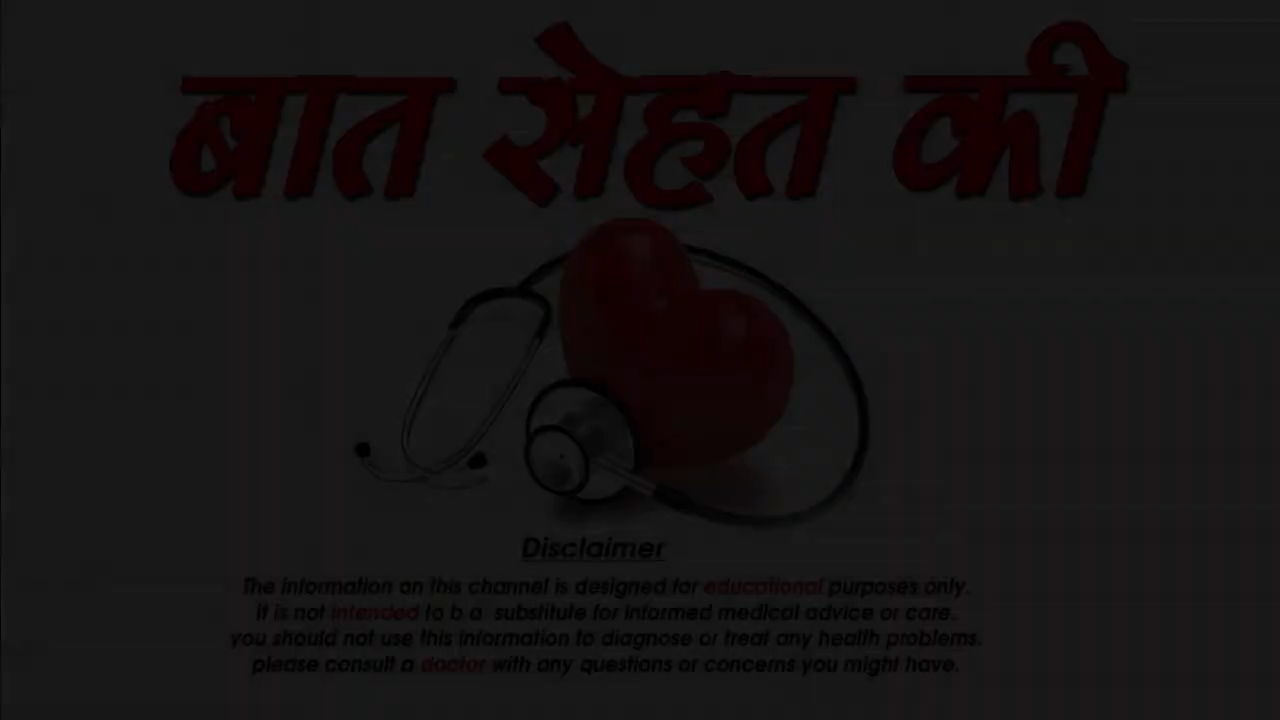 बात सेहत की
Disclaimer
The information on this channel is designed for educational purposes only.
it is not intended to b a substitute for informed medical advice or care.
you should not use this information to diagnose or treat any health problems.
please consult a doctor with any questions or concerns you might have.